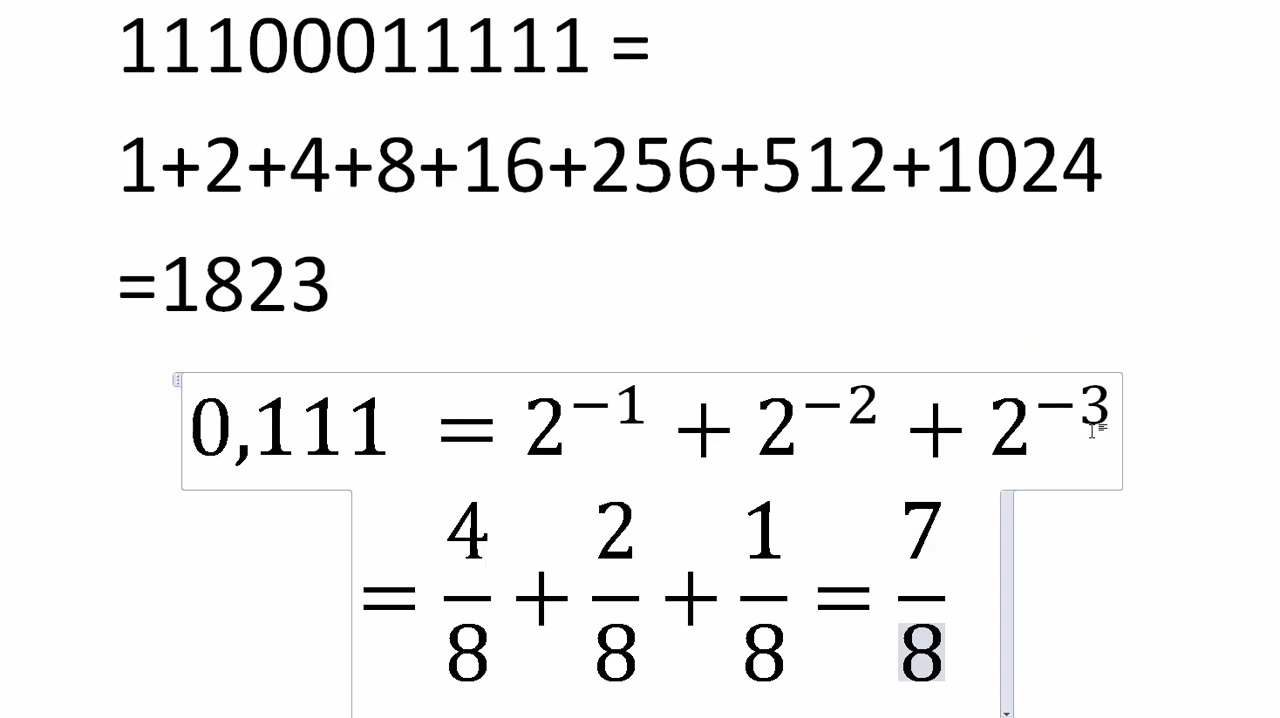 11100011111 =
1+2+4+8+16+256+512+1024
=1823
0,111 = 2⁻¹ + 2⁻² + 2⁻³
= 4/8 + 2/8 + 1/8 = 7/8